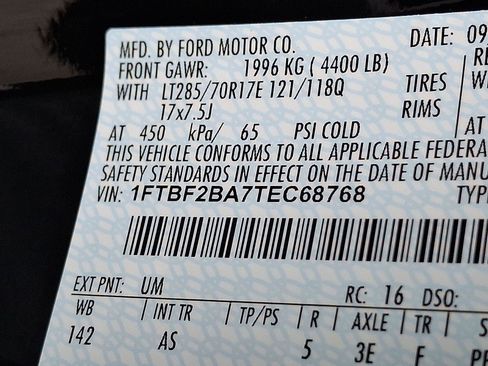 MFD. BY FORD MOTOR CO.
DATE: 09
FRONT GAWR: 1996 KG ( 4400 LB)
WITH LT285/70R17E 121/118Q TIRES
17x7.5J RIMS
AT 450 kPa/ 65 PSI COLD
AT
THIS VEHICLE CONFORMS TO ALL APPLICABLE FEDERA
SAFETY STANDARDS IN EFFECT ON THE DATE OF MANU
VIN: 1FTBF2BA7TEC68768 TYP
EXT PNT: UM RC: 16 DSO:
WB INT TR TP/PS R AXLE TR S
142 AS 5 3E F